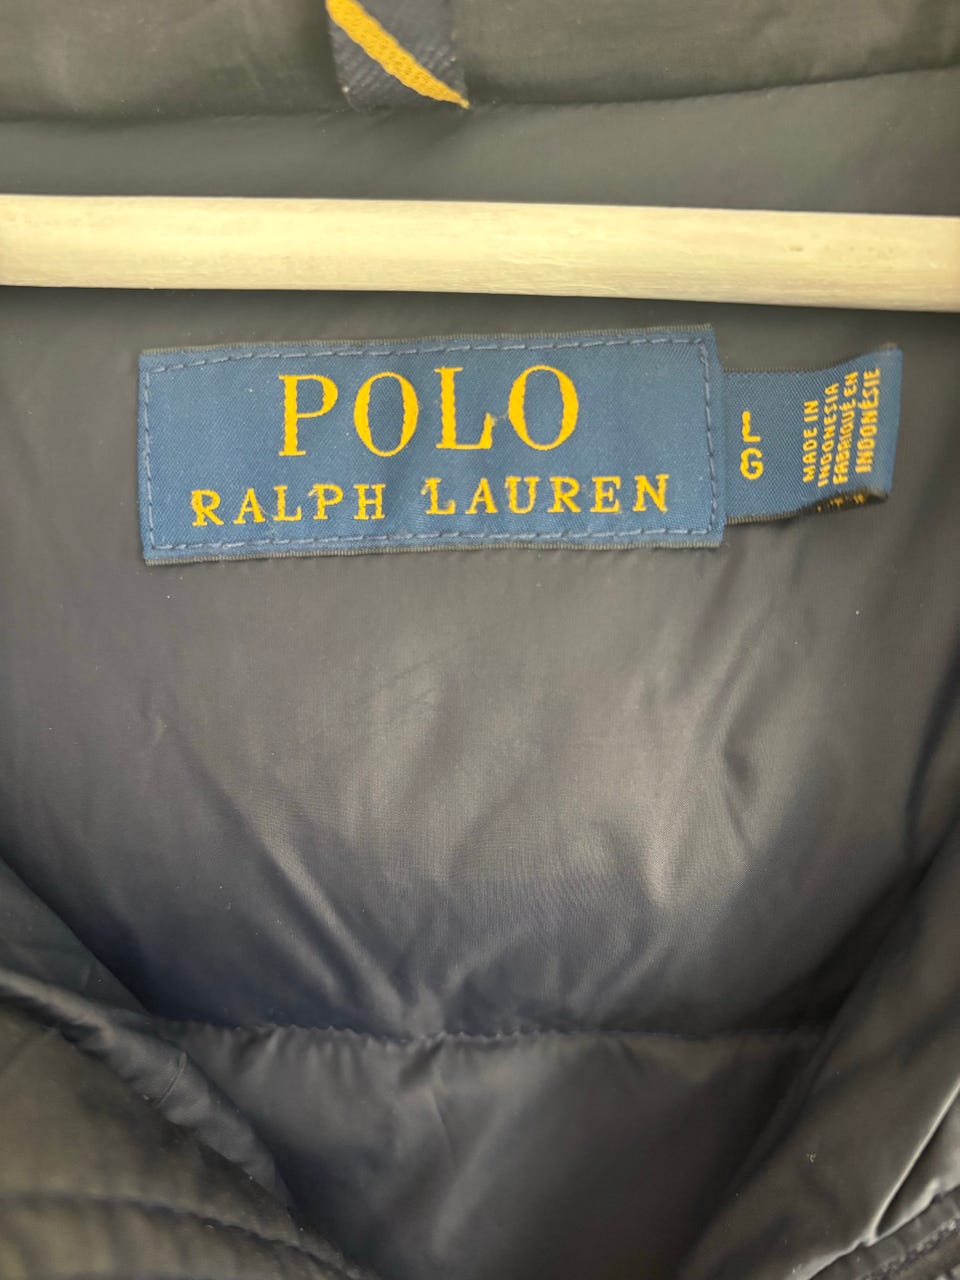 POLO
RALPH LAUREN
L
G
MADE IN
INDONESIA
FABRIQUÉ EN
INDONÉSIE